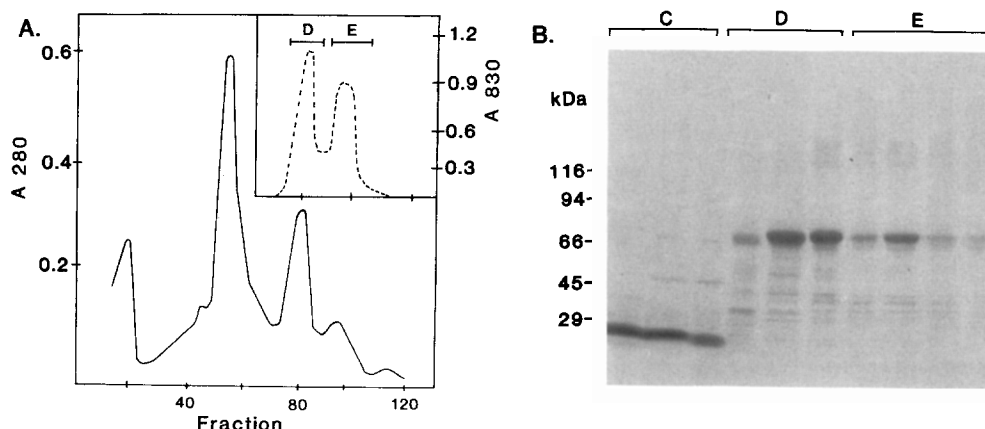 A.
D
E
1.2
0.9
0.6
0.3
A 830
0.6
0.4
0.2
A 280
40
80
120
Fraction
B.
C
D
E
kDa
116-
94-
66-
45-
29-